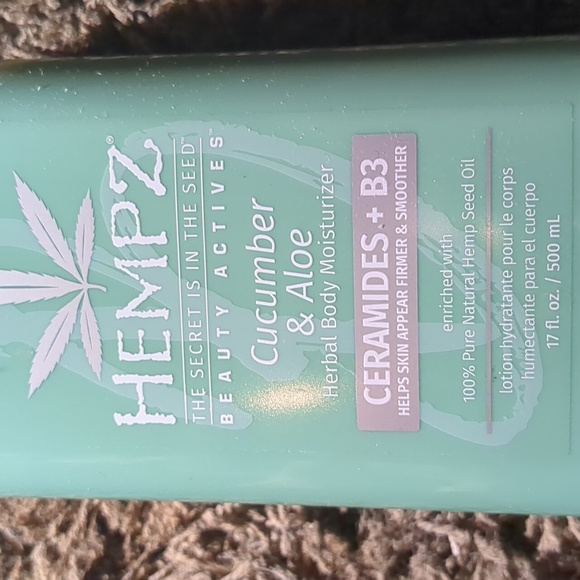 HEMPZ®
THE SECRET IS IN THE SEED™
BEAUTY ACTIVES™
Cucumber
& Aloe
Herbal Body Moisturizer
CERAMIDES + B3
HELPS SKIN APPEAR FIRMER & SMOOTHER
enriched with
100% Pure Natural Hemp Seed Oil
lotion hydratante pour le corps
humectante para el cuerpo
17 fl. oz. / 500 mL